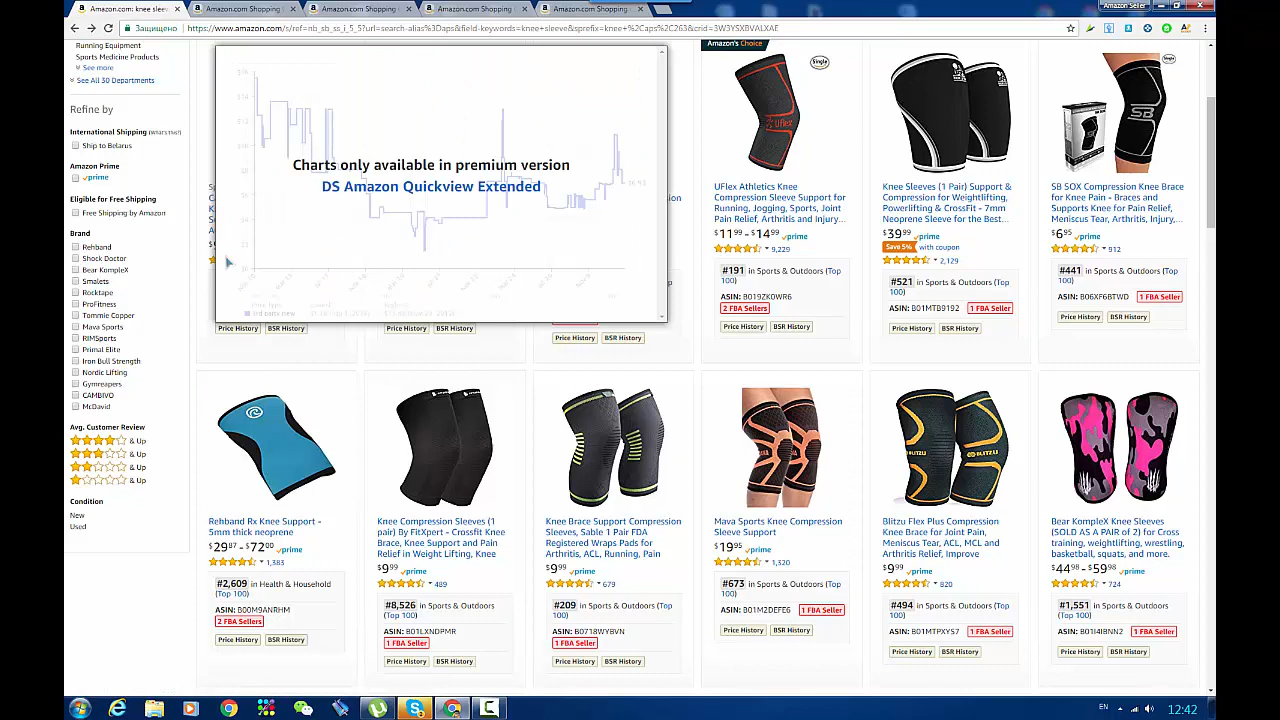 Amazon.com: knee sleev
Amazon.com Shopping
Amazon.com Shopping
Amazon.com Shopping
Amazon.com Shopping
Amazon Seller
Защищено
https://www.amazon.com/s/ref=nb_sb_ss_i_5_5?url=search-alias%3Daps&field-keywords=knee+sleeve&sprefix=knee+%2Caps%2C263&crid=3W3YSXBVALXAE
Running Equipment
Sports Medicine Products
See more
See All 30 Departments
Refine by
International Shipping (What's this?)
Ship to Belarus
Amazon Prime
prime
Eligible for Free Shipping
Free Shipping by Amazon
Brand
Rehband
Shock Doctor
Bear KompleX
Smalets
Rocktape
ProFitness
Tommie Copper
Mava Sports
RIMSports
Primal Elite
Iron Bull Strength
Nordic Lifting
Gymreapers
CAMBIVO
McDavid
Avg. Customer Review
& Up
& Up
& Up
& Up
Condition
New
Used
Charts only available in premium version
DS Amazon Quickview Extended
Price History
BSR History
Price History
BSR History
Price History
BSR History
Amazon's Choice
Single
UFlex Athletics Knee
Compression Sleeve Support for
Running, Jogging, Sports, Joint
Pain Relief, Arthritis and Injury...
$11.99 - $14.99 prime
9,229
#191 in Sports & Outdoors (Top
100)
ASIN: B019ZK0WR6
2 FBA Sellers
Price History
BSR History
Knee Sleeves (1 Pair) Support &
Compression for Weightlifting,
Powerlifting & CrossFit - 7mm
Neoprene Sleeve for the Best...
$39.99 prime
Save 5% with coupon
2,129
#521 in Sports & Outdoors (Top
100)
ASIN: B01MTB9192
1 FBA Seller
Price History
BSR History
Single
SB
SB SOX Compression Knee Brace
for Knee Pain - Braces and
Supports Knee for Pain Relief,
Meniscus Tear, Arthritis, Injury,...
$6.95 prime
912
#441 in Sports & Outdoors (Top
100)
ASIN: B06XF6BTWD
1 FBA Seller
Price History
BSR History
Rehband Rx Knee Support -
5mm thick neoprene
$29.87 - $72.00 prime
1,383
#2,609 in Health & Household
(Top 100)
ASIN: B00M9ANRHM
2 FBA Sellers
Price History
BSR History
Knee Compression Sleeves (1
pair) By FitXpert - Crossfit Knee
Brace, Knee Support and Pain
Relief in Weight Lifting, Knee
$9.99 prime
489
#8,526 in Sports & Outdoors
(Top 100)
ASIN: B01LXNDPMR
1 FBA Seller
Price History
BSR History
Knee Brace Support Compression
Sleeves, Sable 1 Pair FDA
Registered Wraps Pads for
Arthritis, ACL, Running, Pain
$9.99 prime
679
#209 in Sports & Outdoors (Top
100)
ASIN: B0718WYBVN
1 FBA Seller
Price History
BSR History
Mava Sports Knee Compression
Sleeve Support
$19.95 prime
1,320
#673 in Sports & Outdoors (Top
100)
ASIN: B01M2DEFE6
1 FBA Seller
Price History
BSR History
BLITZU
Blitzu Flex Plus Compression
Knee Brace for Joint Pain,
Meniscus Tear, ACL, MCL and
Arthritis Relief, Improve
$9.99 prime
820
#494 in Sports & Outdoors (Top
100)
ASIN: B01MTPXYS7
1 FBA Seller
Price History
BSR History
Bear KompleX Knee Sleeves
(SOLD AS A PAIR of 2) for Cross
training, weightlifting, wrestling,
basketball, squats, and more.
$44.98 - $59.98 prime
724
#1,551 in Sports & Outdoors
(Top 100)
1 FBA Seller
Price History
BSR History
EN
12:42